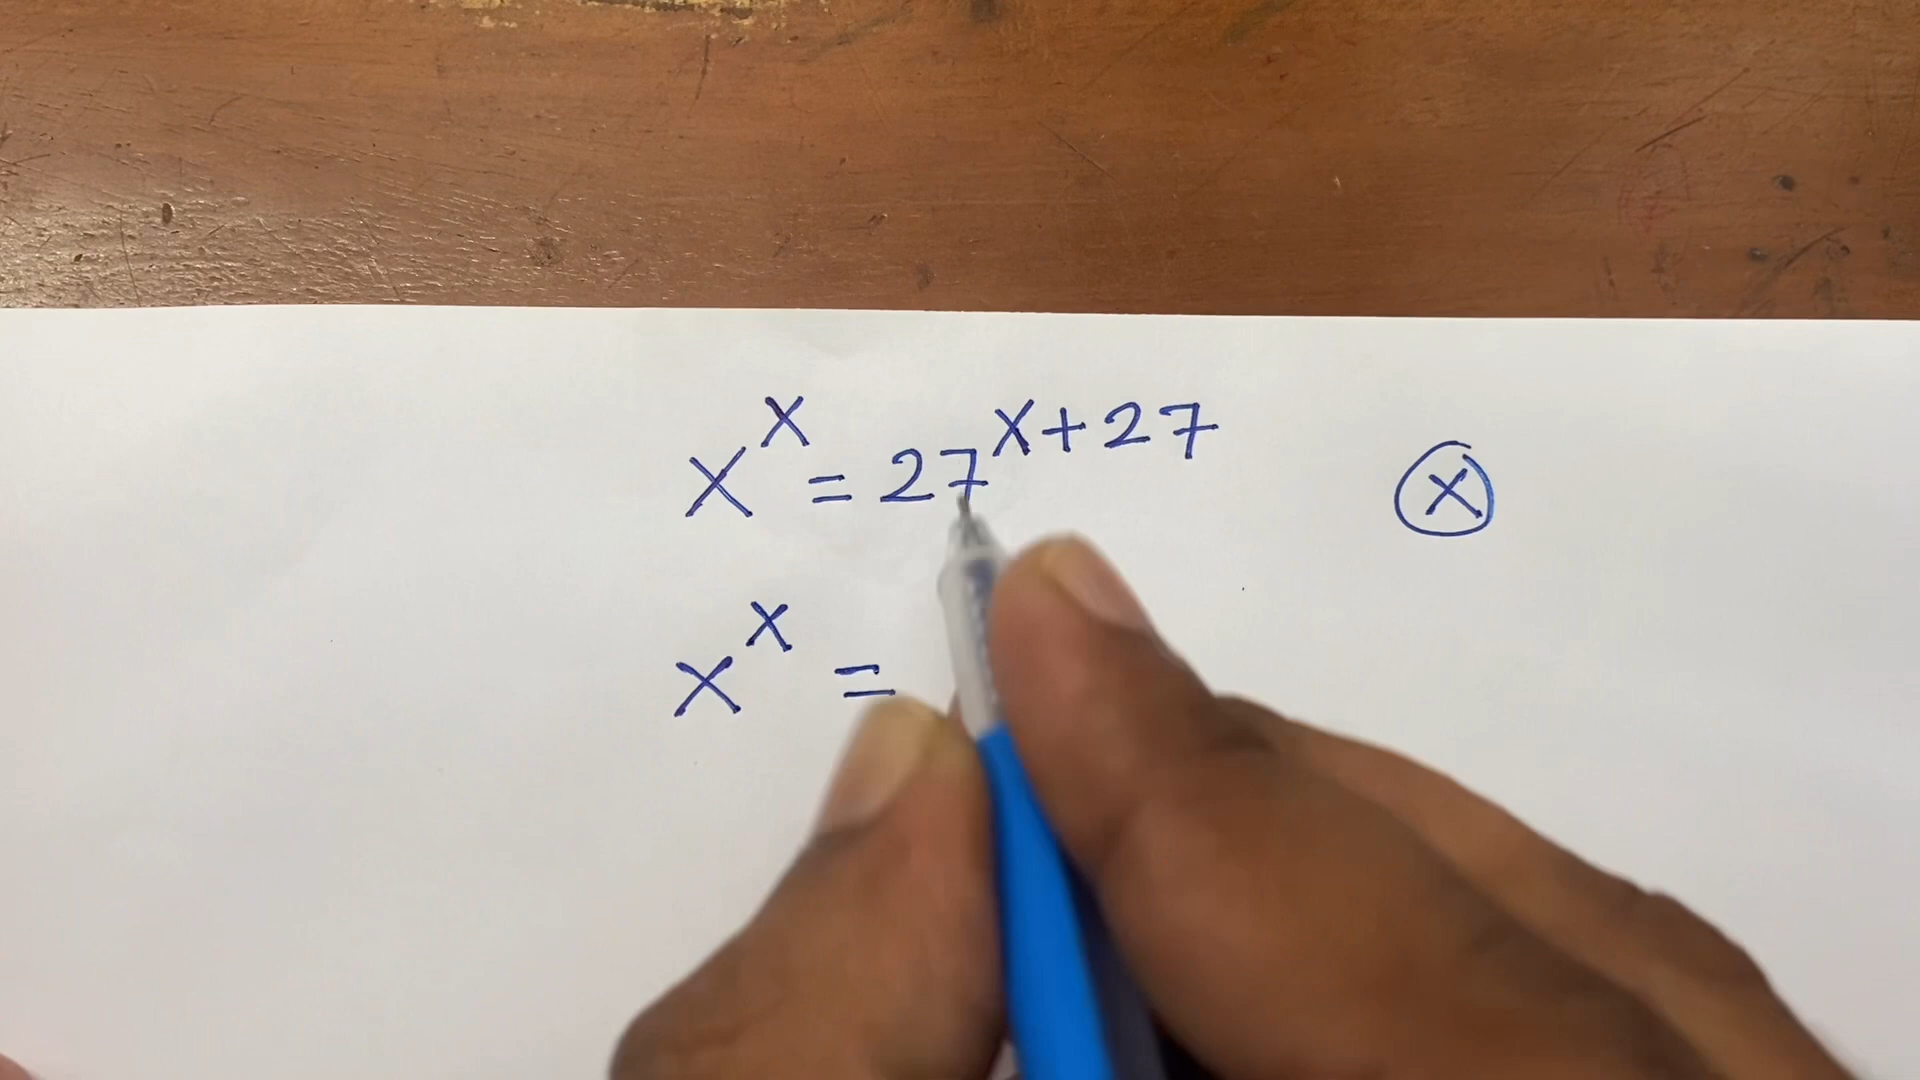 x^x = 27^x+27 ⓧ
x^x =